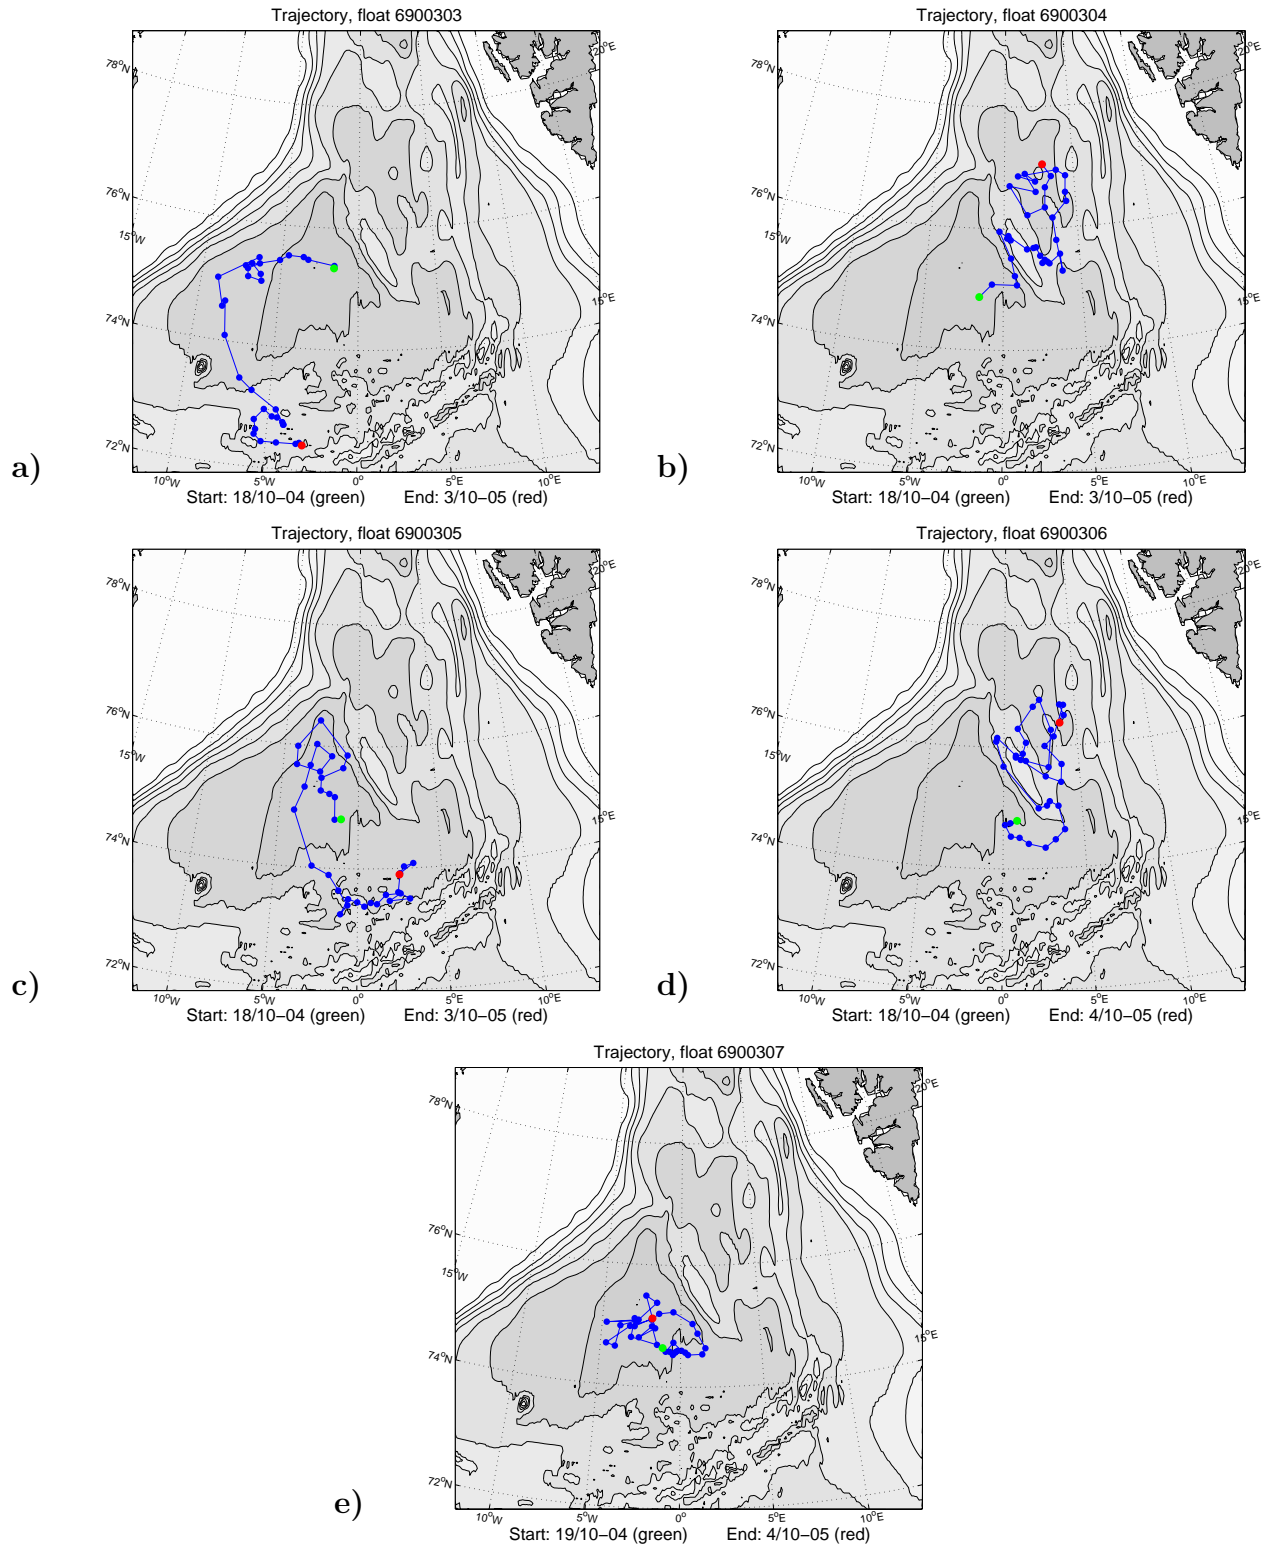 Trajectory, float 6900303
78°N
76°N
15°W
74°N
72°N
10°W
5°W
0°
5°E
10°E
15°E
20°E
Start: 18/10−04 (green) End: 3/10−05 (red)
a)
Trajectory, float 6900304
78°N
76°N
15°W
74°N
72°N
10°W
5°W
0°
5°E
10°E
15°E
20°E
Start: 18/10−04 (green) End: 3/10−05 (red)
b)
Trajectory, float 6900305
78°N
76°N
15°W
74°N
72°N
10°W
5°W
0°
5°E
10°E
15°E
20°E
Start: 18/10−04 (green) End: 3/10−05 (red)
c)
Trajectory, float 6900306
78°N
76°N
15°W
74°N
72°N
10°W
5°W
0°
5°E
10°E
15°E
20°E
Start: 18/10−04 (green) End: 4/10−05 (red)
d)
Trajectory, float 6900307
78°N
76°N
15°W
74°N
72°N
10°W
5°W
0°
5°E
10°E
15°E
20°E
Start: 19/10−04 (green) End: 4/10−05 (red)
e)